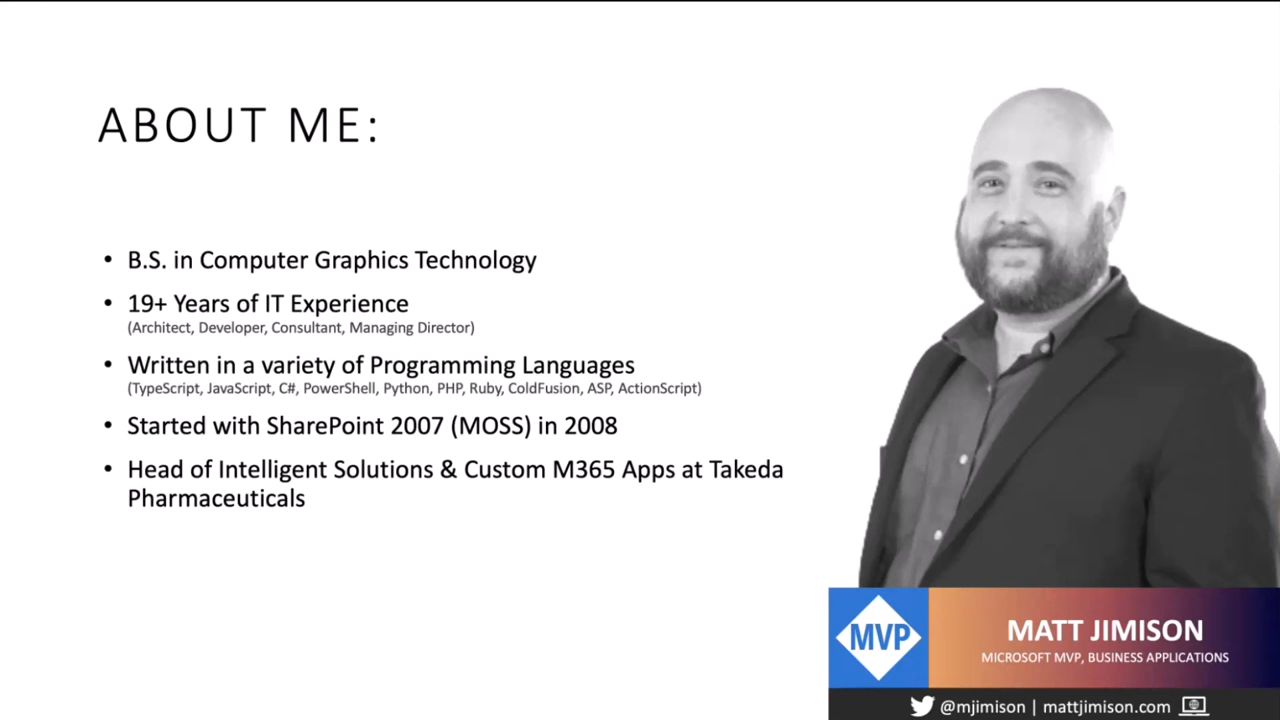 ABOUT ME:
• B.S. in Computer Graphics Technology
• 19+ Years of IT Experience
(Architect, Developer, Consultant, Managing Director)
• Written in a variety of Programming Languages
(TypeScript, JavaScript, C#, PowerShell, Python, PHP, Ruby, ColdFusion, ASP, ActionScript)
• Started with SharePoint 2007 (MOSS) in 2008
• Head of Intelligent Solutions & Custom M365 Apps at Takeda
Pharmaceuticals
MVP
MATT JIMISON
MICROSOFT MVP, BUSINESS APPLICATIONS
@mjimison | mattjimison.com